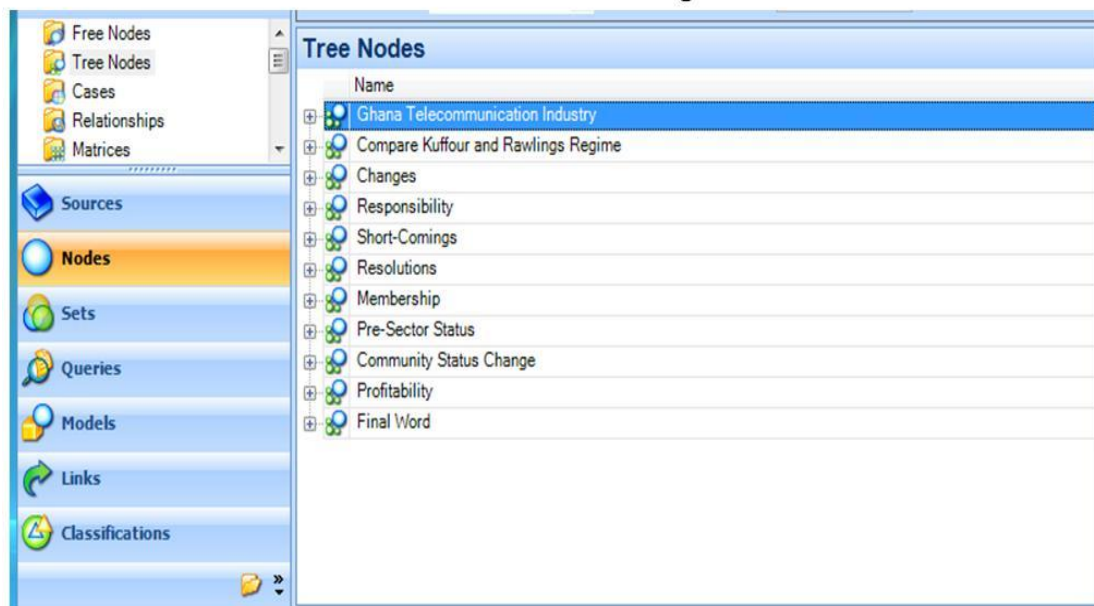 Free Nodes
Tree Nodes
Cases
Relationships
Matrices
Sources
Nodes
Sets
Queries
Models
Links
Classifications
Tree Nodes
Name
Ghana Telecommunication Industry
Compare Kuffour and Rawlings Regime
Changes
Responsibility
Short-Comings
Resolutions
Membership
Pre-Sector Status
Community Status Change
Profitability
Final Word